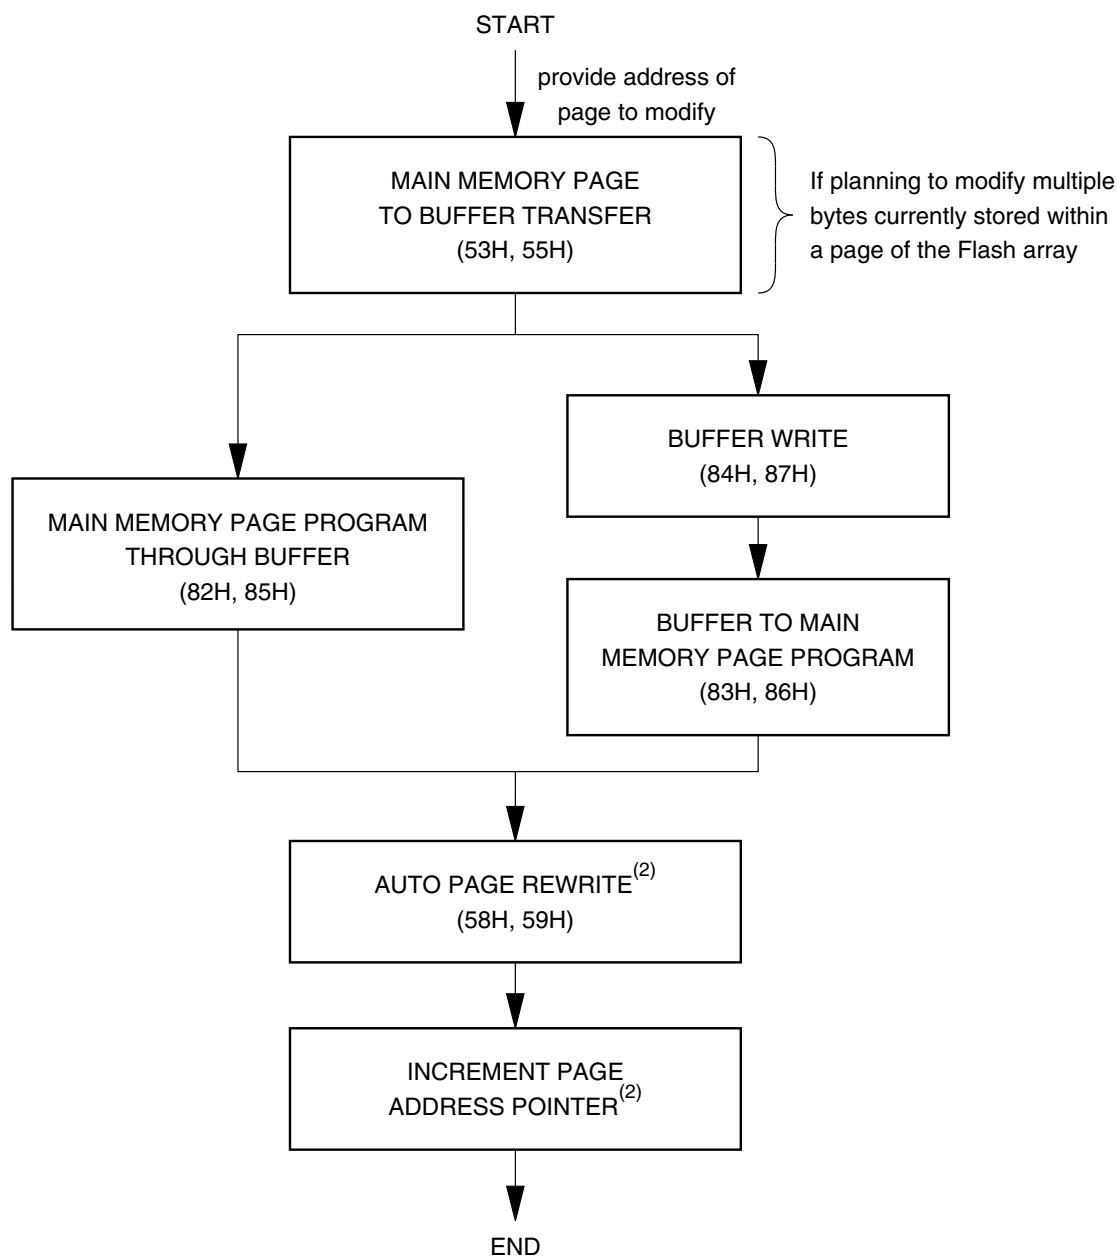 START
provide address of
page to modify
MAIN MEMORY PAGE
TO BUFFER TRANSFER
(53H, 55H)
If planning to modify multiple
bytes currently stored within
a page of the Flash array
BUFFER WRITE
(84H, 87H)
MAIN MEMORY PAGE PROGRAM
THROUGH BUFFER
(82H, 85H)
BUFFER TO MAIN
MEMORY PAGE PROGRAM
(83H, 86H)
AUTO PAGE REWRITE(2)
(58H, 59H)
INCREMENT PAGE
ADDRESS POINTER(2)
END